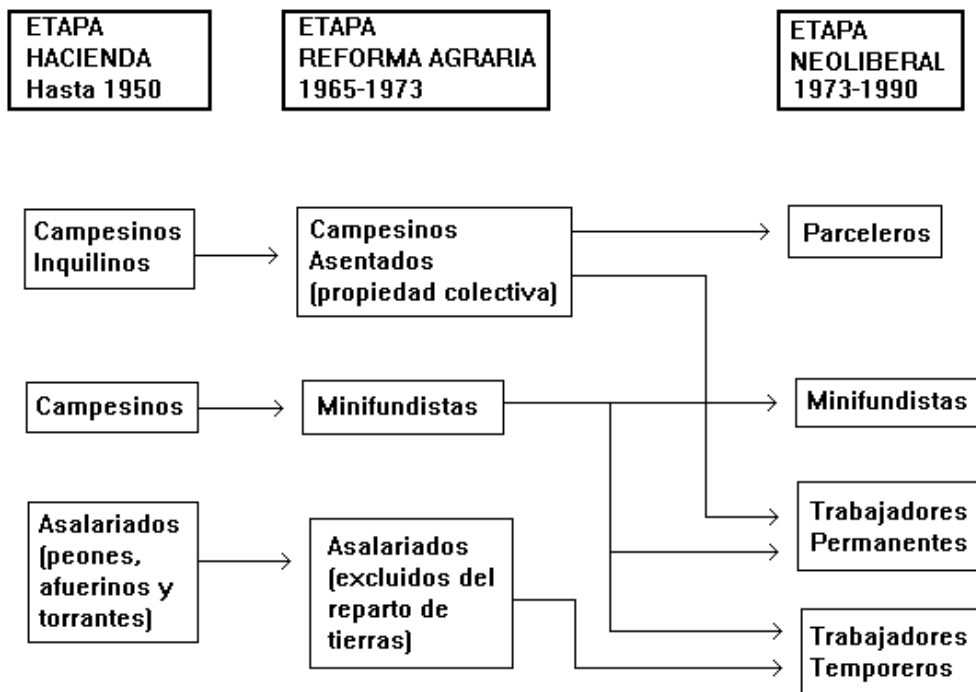 ETAPA
HACIENDA
Hasta 1950
ETAPA
REFORMA AGRARIA
1965-1973
ETAPA
NEOLIBERAL
1973-1990
Campesinos
Inquilinos
Campesinos
Asentados
(propiedad colectiva)
Parceleros
Campesinos
Minifundistas
Minifundistas
Asalariados
(peones,
afuerinos y
torrantes)
Asalariados
(excluidos del
reparto de
tierras)
Trabajadores
Permanentes
Trabajadores
Temporeros